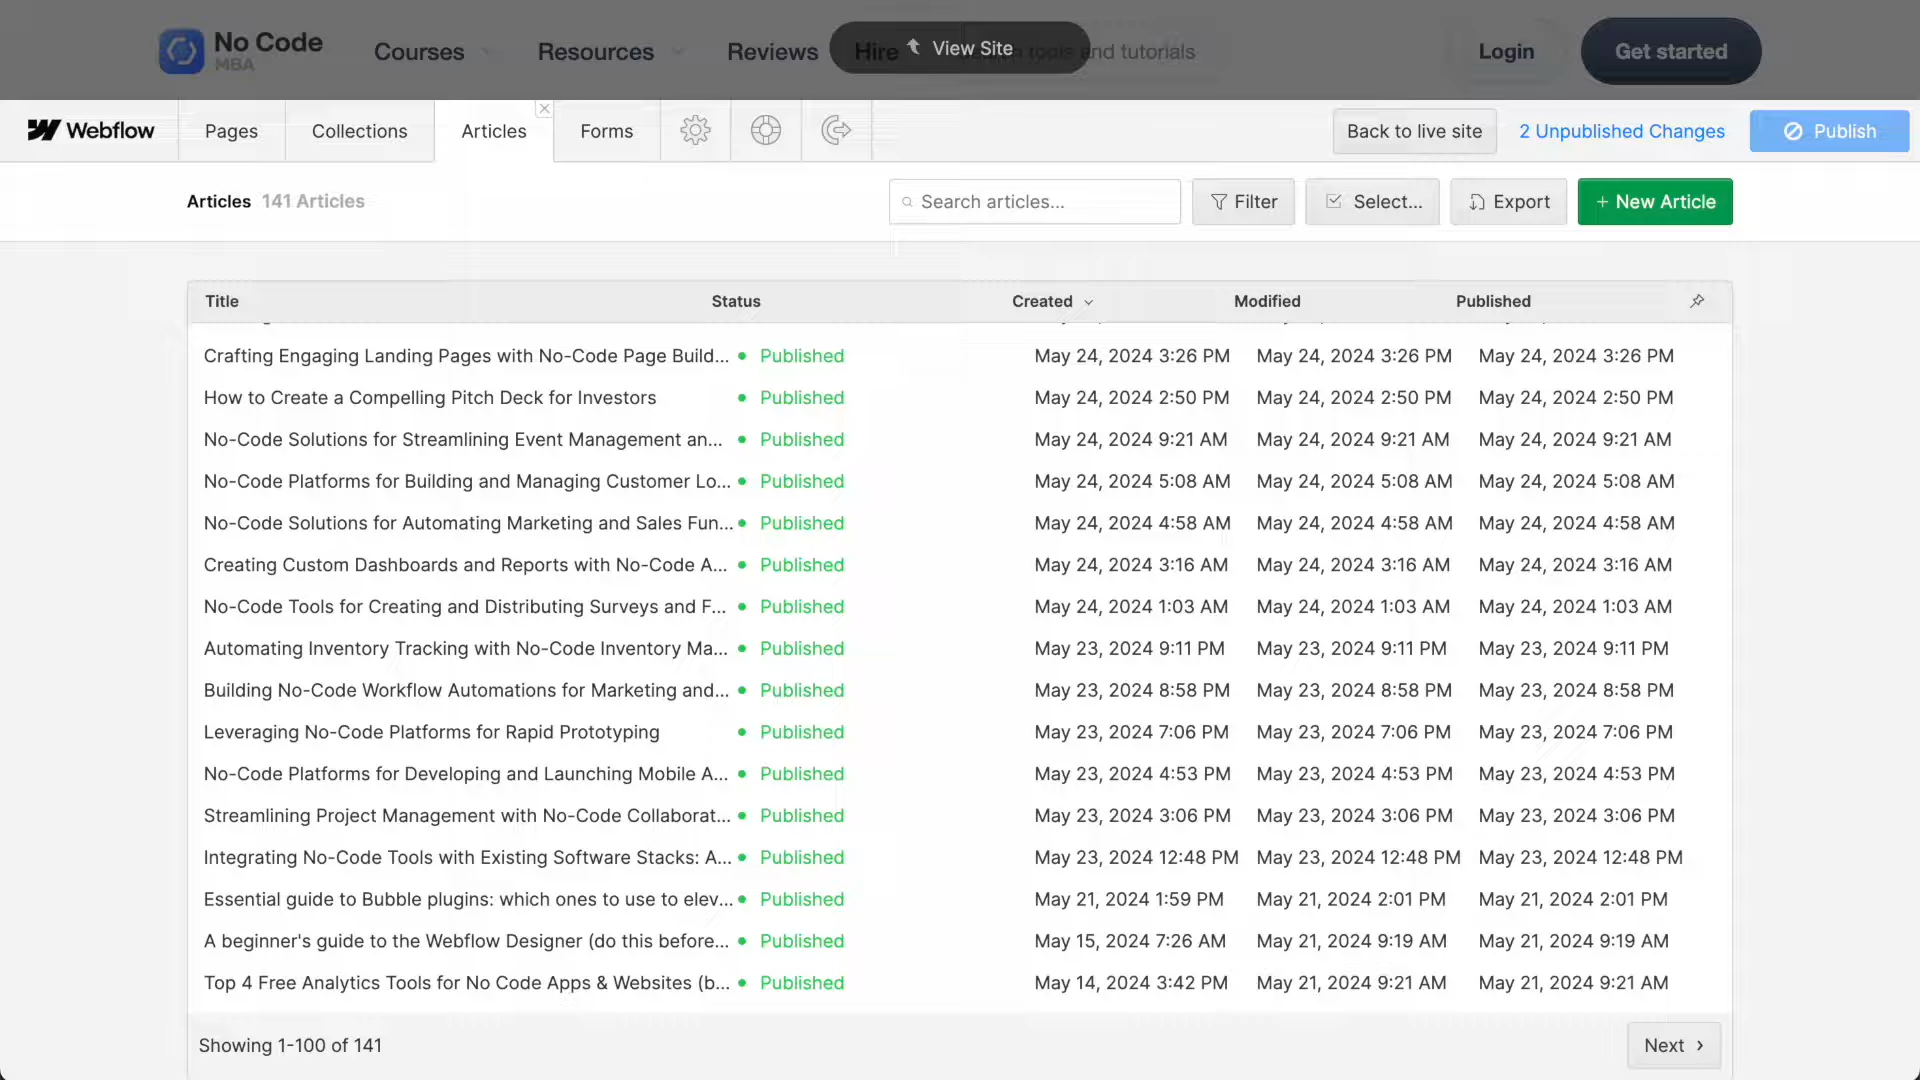 No Code
MBA
Courses
Resources
Reviews
Hire
View Site
and tutorials
Login
Get started
Webflow
Pages
Collections
Articles
Forms
Back to live site
2 Unpublished Changes
Publish
Articles 141 Articles
Search articles...
Filter
Select...
Export
+ New Article
Title Status Created Modified Published
Crafting Engaging Landing Pages with No-Code Page Build... • Published May 24, 2024 3:26 PM May 24, 2024 3:26 PM May 24, 2024 3:26 PM
How to Create a Compelling Pitch Deck for Investors • Published May 24, 2024 2:50 PM May 24, 2024 2:50 PM May 24, 2024 2:50 PM
No-Code Solutions for Streamlining Event Management an... • Published May 24, 2024 9:21 AM May 24, 2024 9:21 AM May 24, 2024 9:21 AM
No-Code Platforms for Building and Managing Customer Lo... • Published May 24, 2024 5:08 AM May 24, 2024 5:08 AM May 24, 2024 5:08 AM
No-Code Solutions for Automating Marketing and Sales Fun... • Published May 24, 2024 4:58 AM May 24, 2024 4:58 AM May 24, 2024 4:58 AM
Creating Custom Dashboards and Reports with No-Code A... • Published May 24, 2024 3:16 AM May 24, 2024 3:16 AM May 24, 2024 3:16 AM
No-Code Tools for Creating and Distributing Surveys and F... • Published May 24, 2024 1:03 AM May 24, 2024 1:03 AM May 24, 2024 1:03 AM
Automating Inventory Tracking with No-Code Inventory Ma... • Published May 23, 2024 9:11 PM May 23, 2024 9:11 PM May 23, 2024 9:11 PM
Building No-Code Workflow Automations for Marketing and... • Published May 23, 2024 8:58 PM May 23, 2024 8:58 PM May 23, 2024 8:58 PM
Leveraging No-Code Platforms for Rapid Prototyping • Published May 23, 2024 7:06 PM May 23, 2024 7:06 PM May 23, 2024 7:06 PM
No-Code Platforms for Developing and Launching Mobile A... • Published May 23, 2024 4:53 PM May 23, 2024 4:53 PM May 23, 2024 4:53 PM
Streamlining Project Management with No-Code Collaborat... • Published May 23, 2024 3:06 PM May 23, 2024 3:06 PM May 23, 2024 3:06 PM
Integrating No-Code Tools with Existing Software Stacks: A... • Published May 23, 2024 12:48 PM May 23, 2024 12:48 PM May 23, 2024 12:48 PM
Essential guide to Bubble plugins: which ones to use to elev... • Published May 21, 2024 1:59 PM May 21, 2024 2:01 PM May 21, 2024 2:01 PM
A beginner's guide to the Webflow Designer (do this before... • Published May 15, 2024 7:26 AM May 21, 2024 9:19 AM May 21, 2024 9:19 AM
Top 4 Free Analytics Tools for No Code Apps & Websites (b... • Published May 14, 2024 3:42 PM May 21, 2024 9:21 AM May 21, 2024 9:21 AM
Showing 1-100 of 141
Next ›